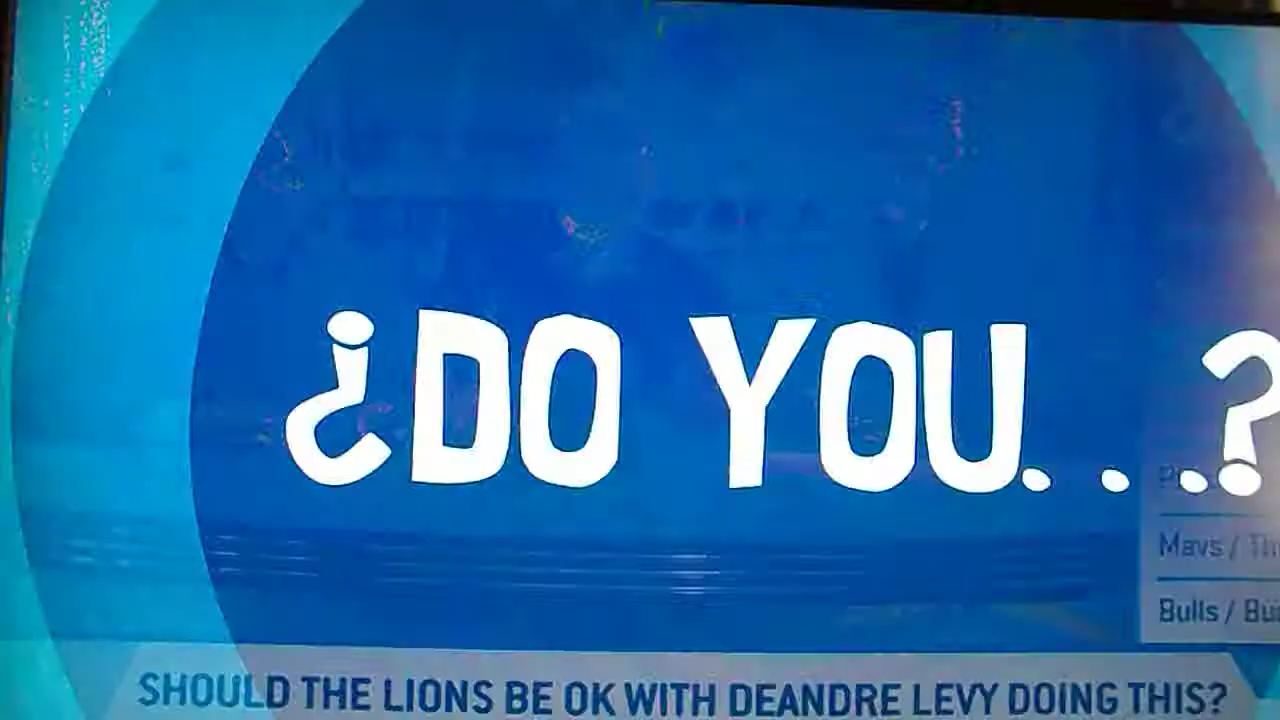 ¿DO YOU. . .?
Mavs /
Bulls /
SHOULD THE LIONS BE OK WITH DEANDRE LEVY DOING THIS?